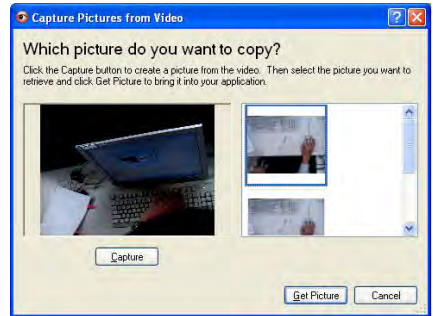 Capture Pictures from Video
Which picture do you want to copy?
Click the Capture button to create a picture from the video. Then select the picture you want to
retrieve and click Get Picture to bring it into your application.
Capture
Get Picture
Cancel